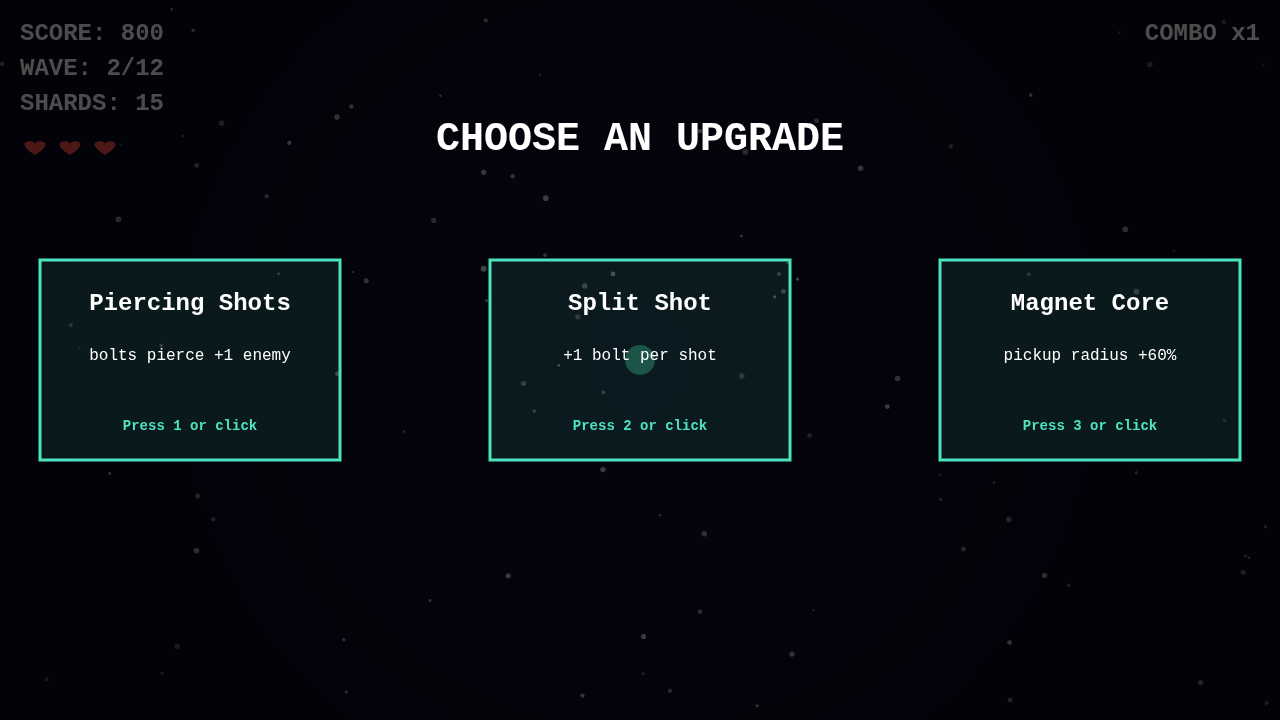 SCORE: 800
COMBO x1
WAVE: 2/12
SHARDS: 15
CHOOSE AN UPGRADE
Piercing Shots
bolts pierce +1 enemy
Press 1 or click
Split Shot
+1 bolt per shot
Press 2 or click
Magnet Core
pickup radius +60%
Press 3 or click